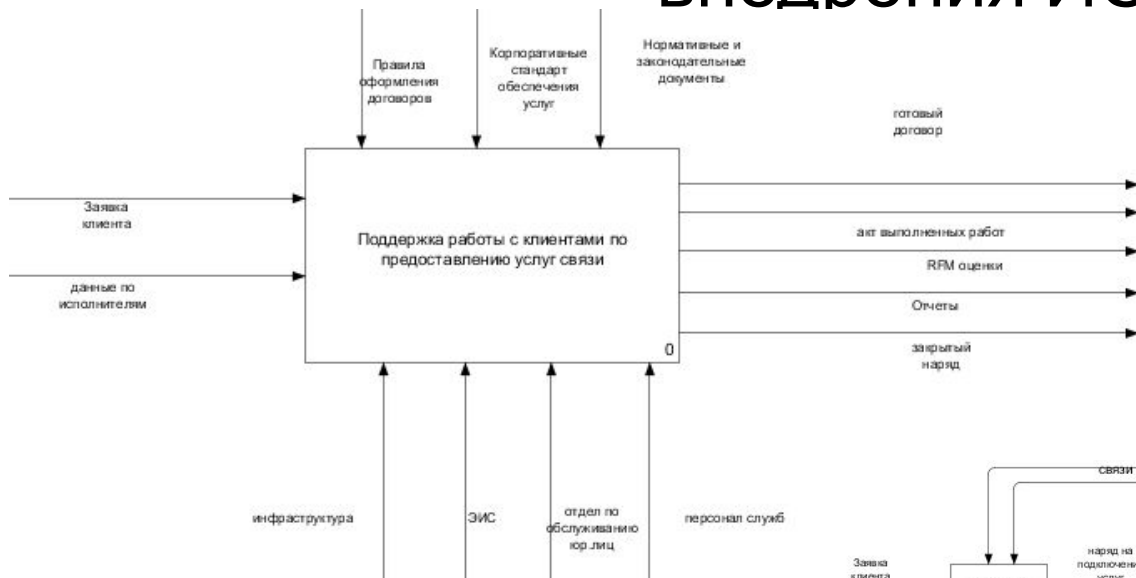 Правила
оформления
договоров
Корпоративные
стандарт
обеспечения
услуг
Нормативные и
законодательные
документы
готовый
договор
Заявка
клиента
данные по
исполнителям
Поддержка работы с клиентами по
предоставлению услуг связи
0
акт выполненных работ
RFM оценки
Отчеты
закрытый
наряд
инфраструктура
ЭИС
отдел по
обслуживанию
юр.лиц
персонал служб
связи
Заявка
клиента
наряд на